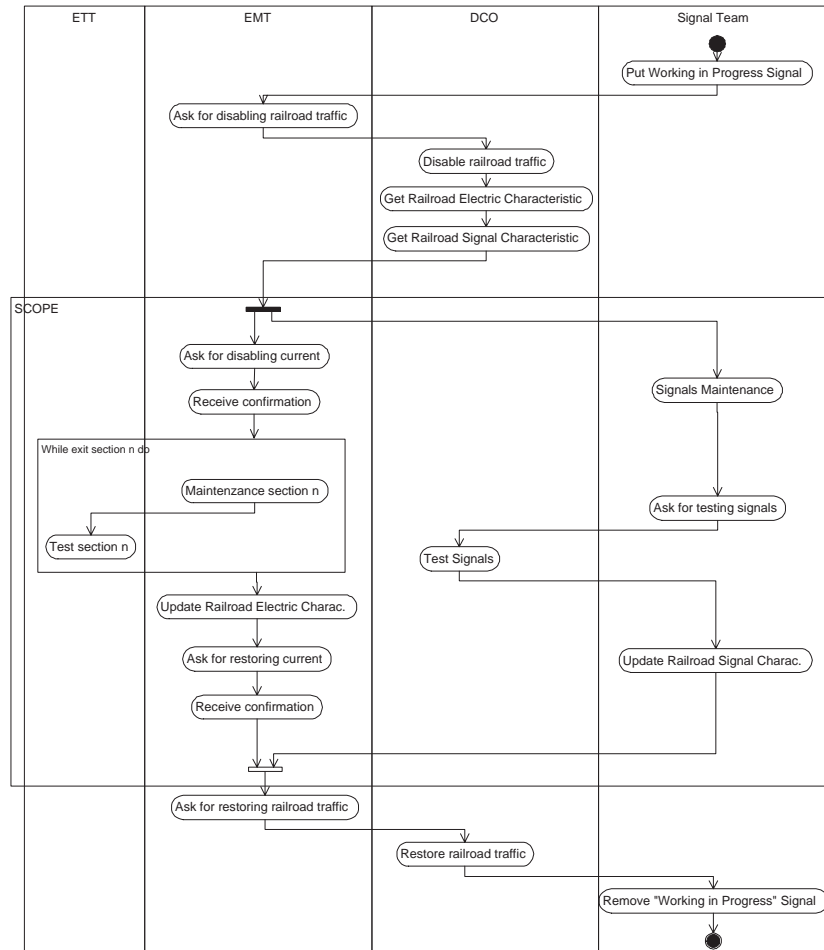 ETT
EMT
DCO
Signal Team
Put Working in Progress Signal
Ask for disabling railroad traffic
Disable railroad traffic
Get Railroad Electric Characteristic
Get Railroad Signal Characteristic
SCOPE
Ask for disabling current
Signals Maintenance
Receive confirmation
While exit section n do
Maintenzance section n
Ask for testing signals
Test section n
Test Signals
Update Railroad Electric Charac.
Ask for restoring current
Update Railroad Signal Charac.
Receive confirmation
Ask for restoring railroad traffic
Restore railroad traffic
Remove "Working in Progress" Signal